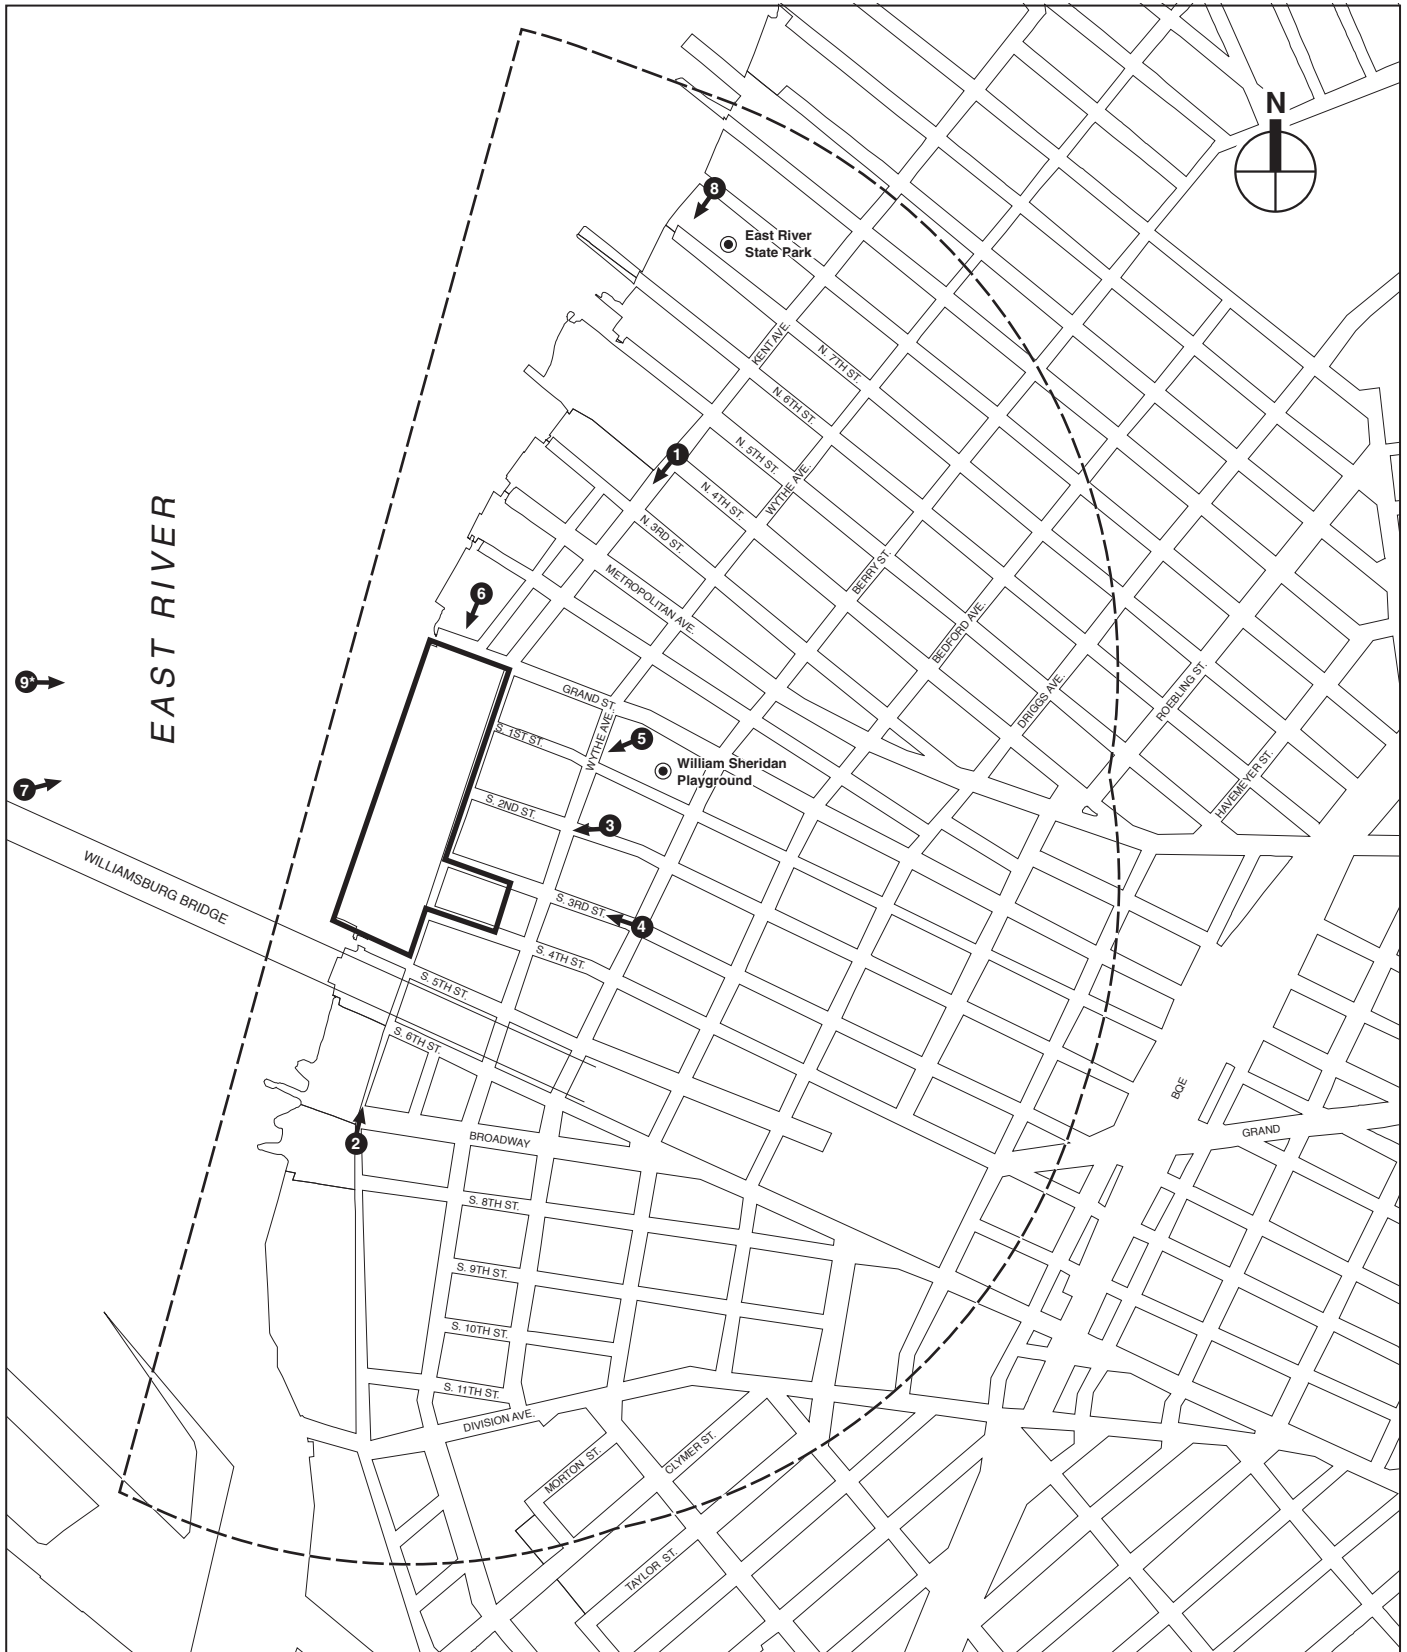 N
8
East River
State Park
KENT AVE.
N. 7TH ST.
N. 6TH ST.
1
N. 5TH ST.
WYTHE AVE.
N. 4TH ST.
N. 3RD ST.
EAST RIVER
BERRY ST.
METROPOLITAN AVE.
6
BEDFORD AVE.
9*
DRIGGS AVE.
ROEBLING ST.
GRAND ST.
S. 1ST ST.
WYTHE AVE.
5
William Sheridan
Playground
7
HAVEMEYER ST.
S. 2ND ST.
3
WILLIAMSBURG BRIDGE
S. 3RD ST.
4
S. 4TH ST.
S. 5TH ST.
S. 6TH ST.
BQE
GRAND
2
BROADWAY
S. 8TH ST.
S. 9TH ST.
S. 10TH ST.
S. 11TH ST.
DIVISION AVE.
MORTON ST.
CLYMER ST.
TAYLOR ST.